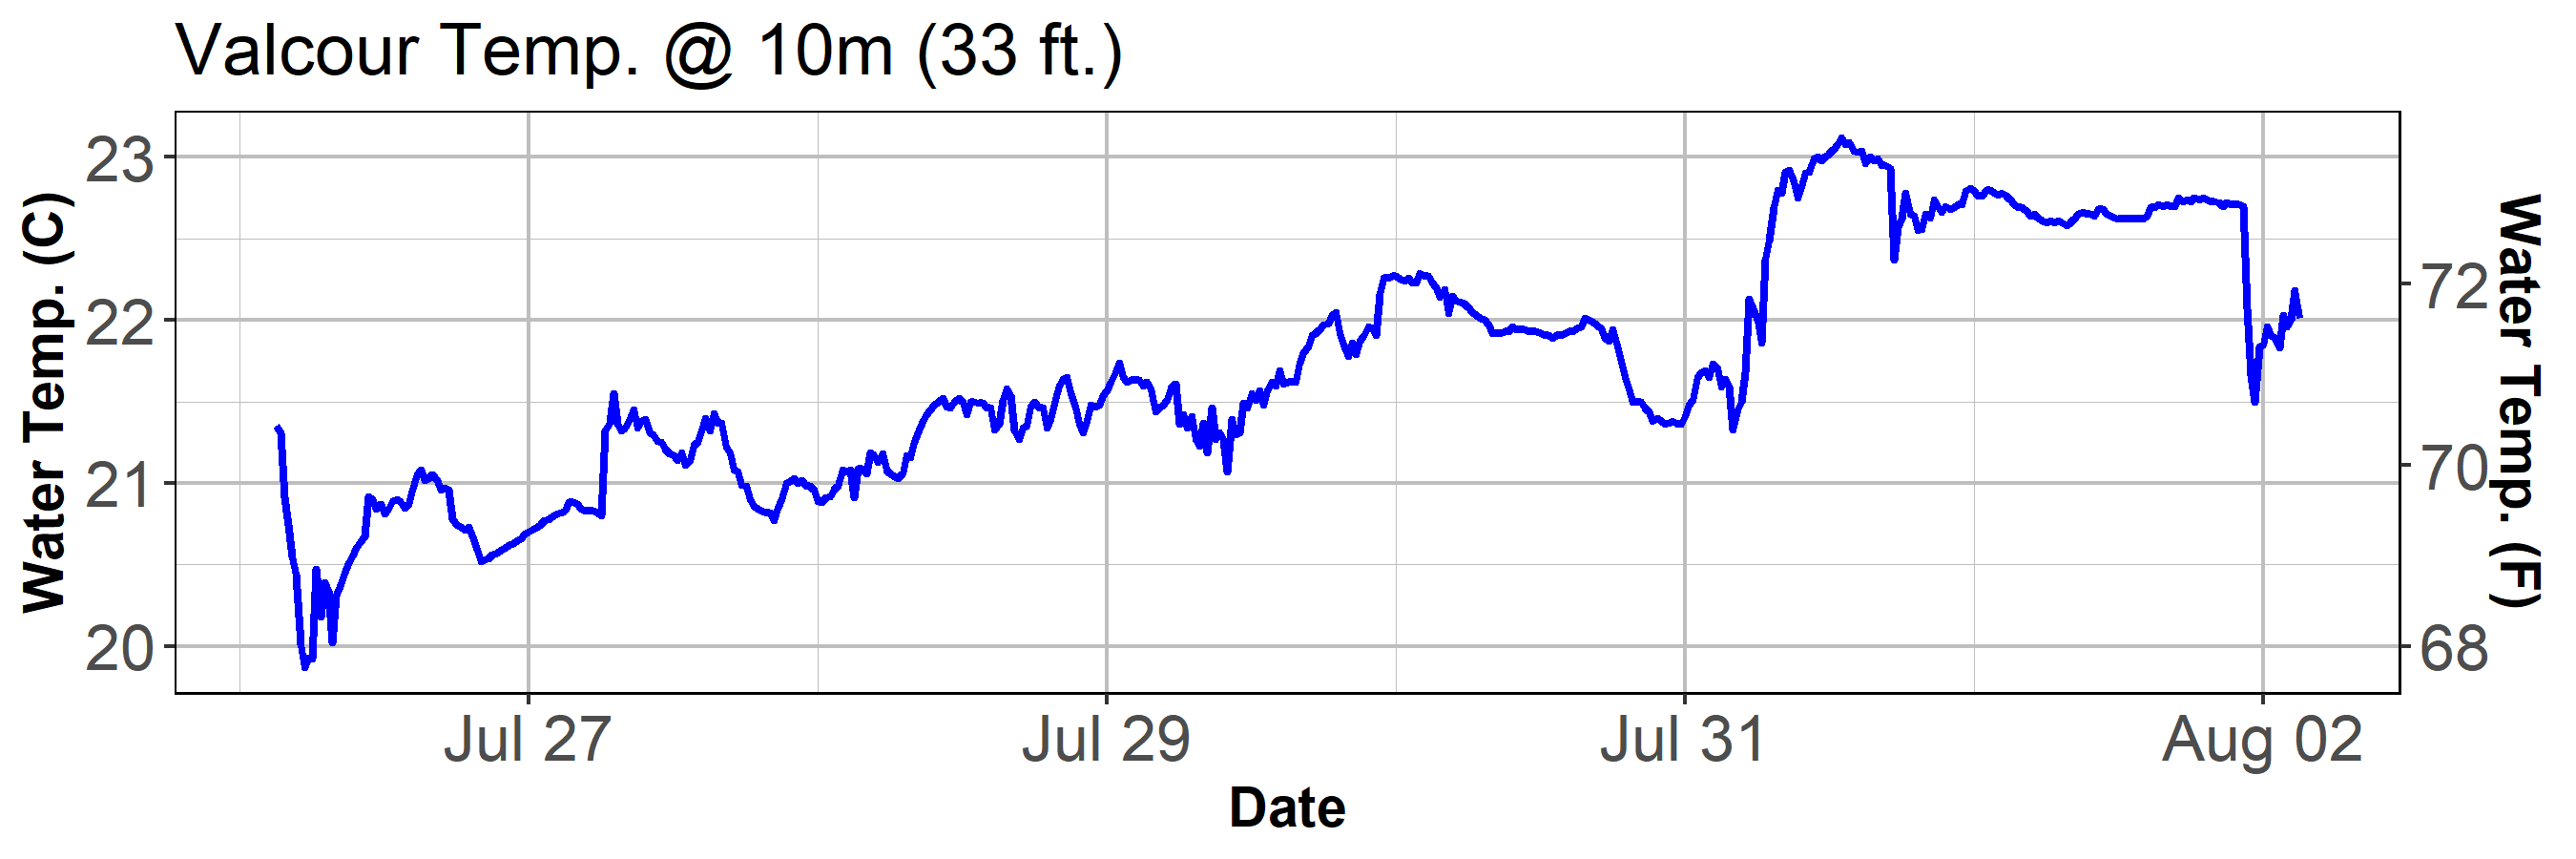 Valcour Temp. @ 10m (33 ft.)
Water Temp. (C)
23
22
21
20
72
70
68
Water Temp. (F)
Jul 27
Jul 29
Jul 31
Aug 02
Date